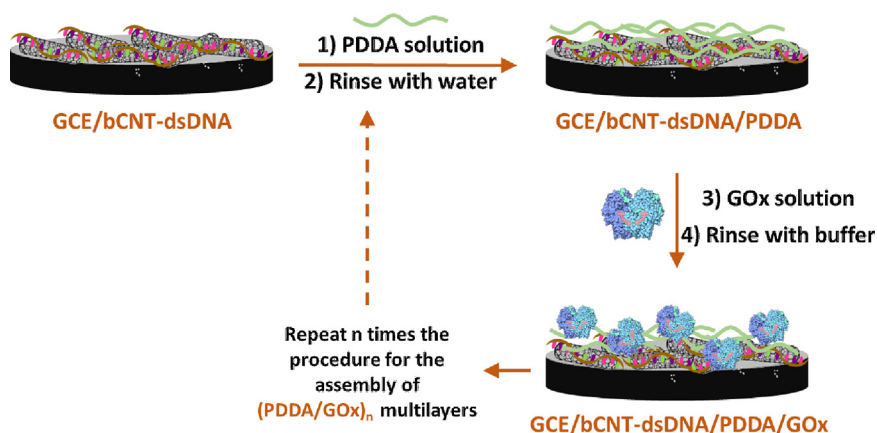 1) PDDA solution
2) Rinse with water
GCE/bCNT-dsDNA
GCE/bCNT-dsDNA/PDDA
3) GOx solution
4) Rinse with buffer
Repeat n times the
procedure for the
assembly of
(PDDA/GOx)n multilayers
GCE/bCNT-dsDNA/PDDA/GOx